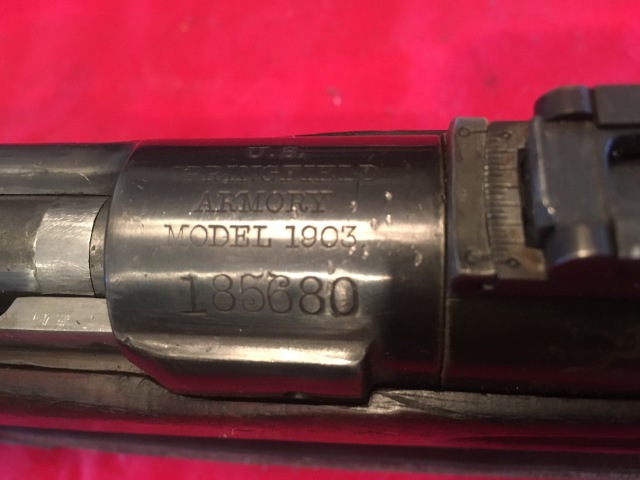 U.S.
SPRINGFIELD
ARMORY
MODEL 1903
185680